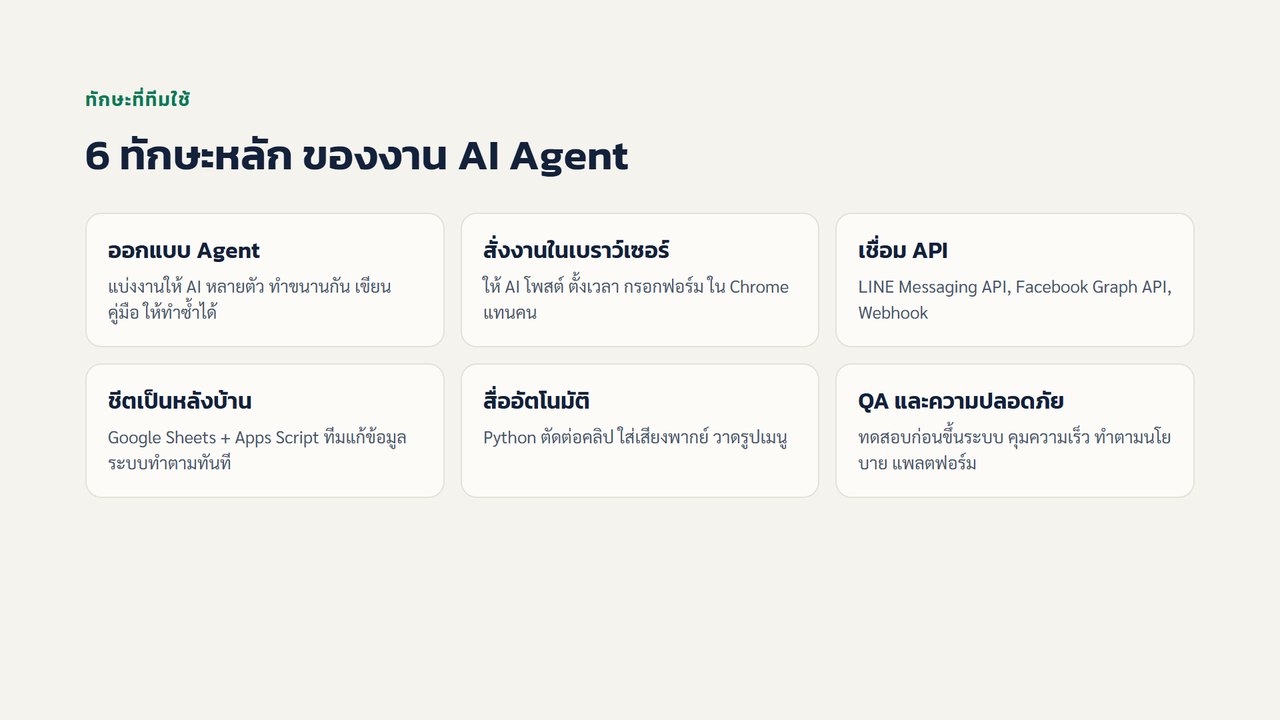 ทักษะที่ทีมใช้
6 ทักษะหลัก ของงาน AI Agent
ออกแบบ Agent
แบ่งงานให้ AI หลายตัว ทำขนานกัน เขียน
คู่มือ ให้ทำซ้ำได้
สั่งงานในเบราว์เซอร์
ให้ AI โพสต์ ตั้งเวลา กรอกฟอร์ม ใน Chrome
แทนคน
เชื่อม API
LINE Messaging API, Facebook Graph API,
Webhook
ชีตเป็นหลังบ้าน
Google Sheets + Apps Script ทีมแก้ข้อมูล
ระบบทำตามทันที
สื่ออัตโนมัติ
Python ตัดต่อคลิป ใส่เสียงพากย์ วาดรูปเมนู
QA และความปลอดภัย
ทดสอบก่อนขึ้นระบบ คุมความเร็ว ทำตามนโย
บาย แพลตฟอร์ม